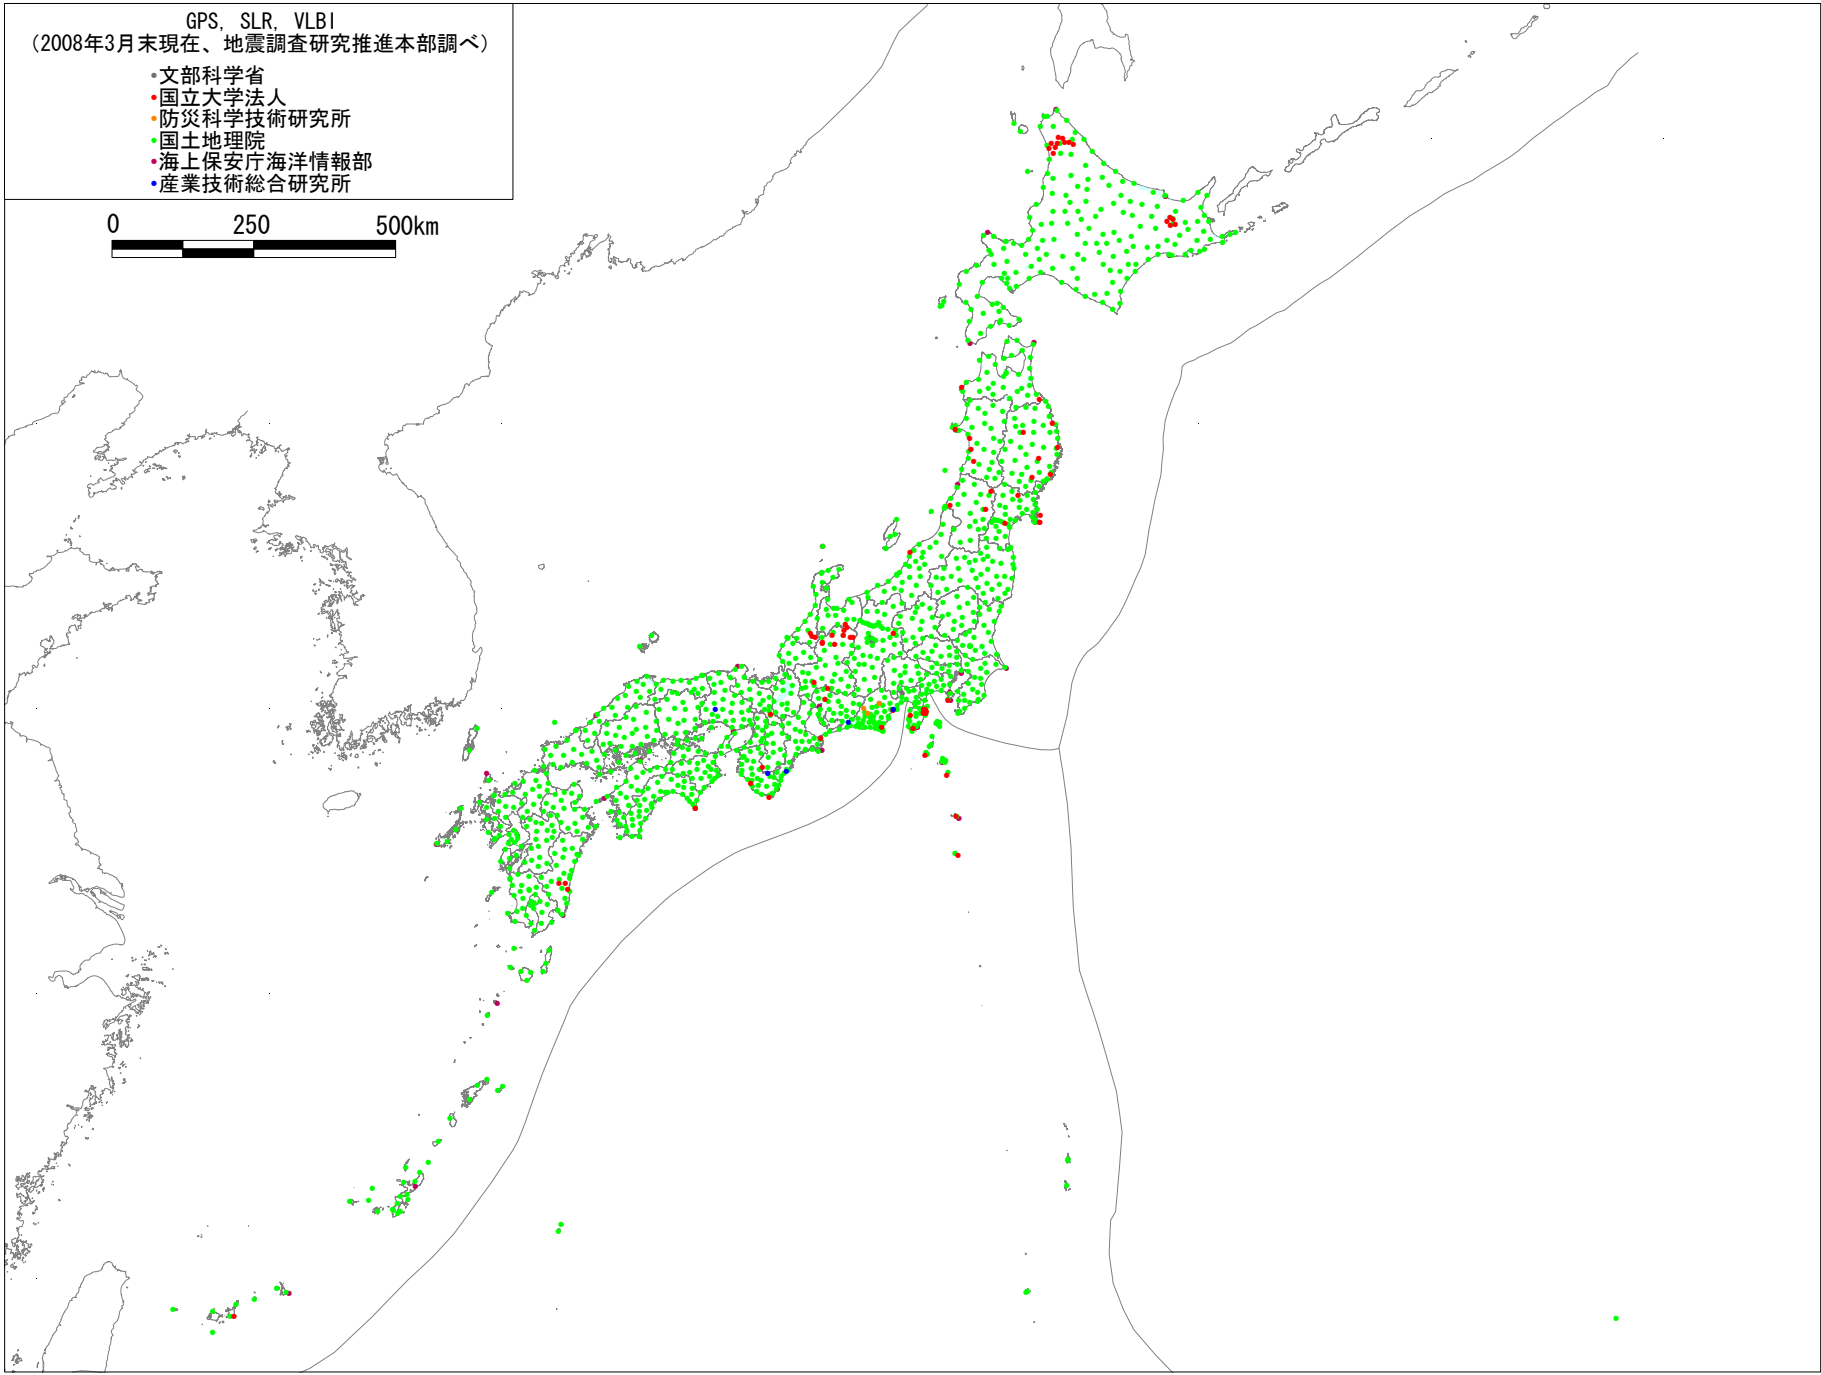 GPS, SLR, VLBI
(2008年3月末現在、地震調査研究推進本部調べ)
文部科学省
国立大学法人
防災科学技術研究所
国土地理院
海上保安庁海洋情報部
産業技術総合研究所
0 250 500km